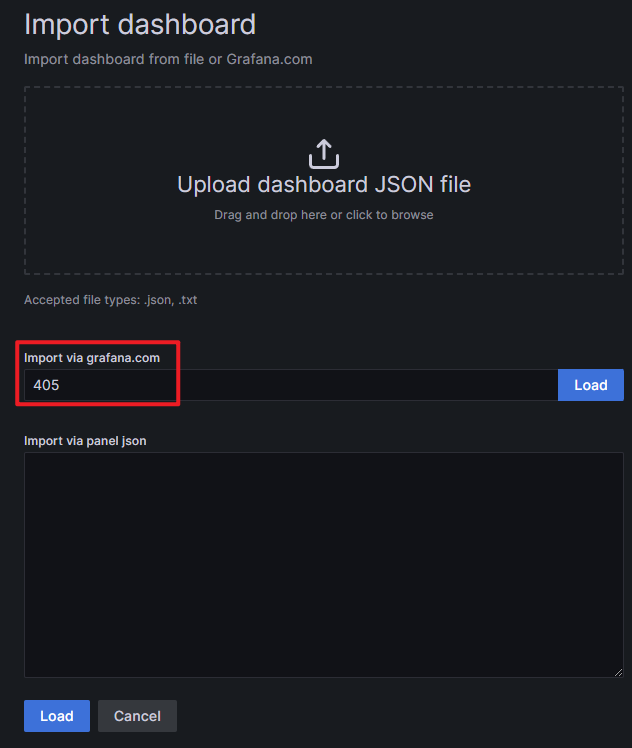 Import dashboard
Import dashboard from file or Grafana.com
Upload dashboard JSON file
Drag and drop here or click to browse
Accepted file types: .json, .txt
Import via grafana.com
405
Load
Import via panel json
Load
Cancel